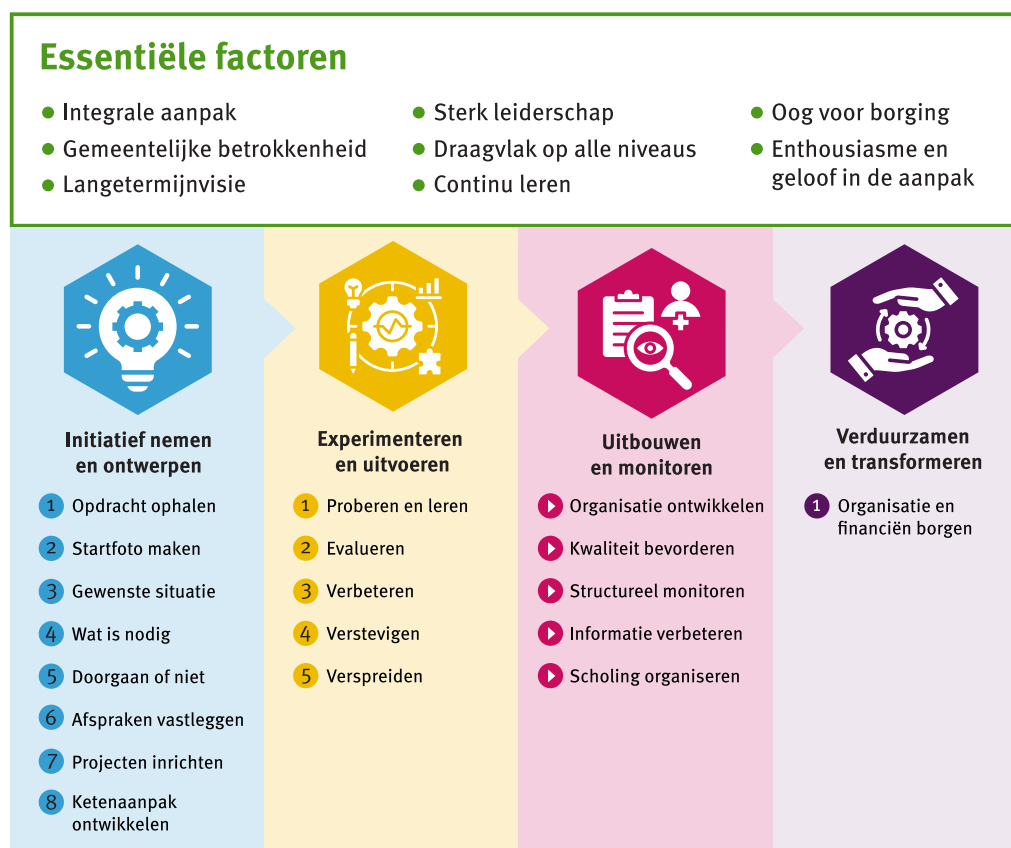 Essentiële factoren
Integrale aanpak
Gemeentelijke betrokkenheid
Langetermijnvisie
Sterk leiderschap
Draagvlak op alle niveaus
Continu leren
Oog voor borging
Enthousiasme en
geloof in de aanpak
Initiatief nemen
en ontwerpen
1 Opdracht ophalen
2 Startfoto maken
3 Gewenste situatie
4 Wat is nodig
5 Doorgaan of niet
6 Afspraken vastleggen
7 Projecten inrichten
8 Ketenaanpak
ontwikkelen
Experimenteren
en uitvoeren
1 Proberen en leren
2 Evalueren
3 Verbeteren
4 Verstevigen
5 Verspreiden
Uitbouwen
en monitoren
Organisatie ontwikkelen
Kwaliteit bevorderen
Structureel monitoren
Informatie verbeteren
Scholing organiseren
Verduurzamen
en transformeren
1 Organisatie en
financiën borgen